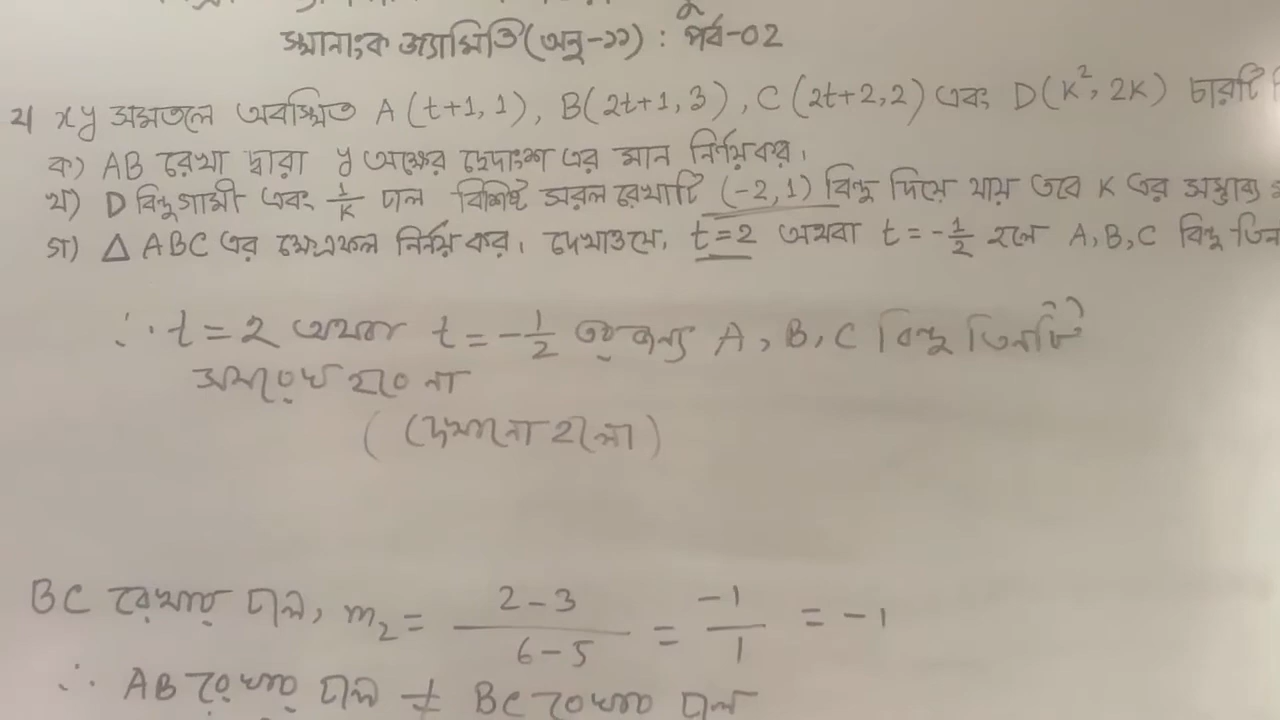 স্থানাংক জ্যামিতি (অনু-১১) : পর্ব-02
২। xy সমতলে অবস্থিত A (t+1, 1), B(2t+1, 3), C (2t+2, 2) এবং D(K², 2K) চারটি
ক) AB রেখা দ্বারা y অক্ষের ছেদাংশ এর মান নির্ণয় কর।
খ) D বিন্দুগামী এবং 1/K ঢাল বিশিষ্ট সরল রেখাটি (-2, 1) বিন্দু দিয়ে যায় তবে K এর সম্ভাব্য
গ) Δ ABC এর ক্ষেত্রফল নির্নয় কর। দেখাওযে, t=2 অথবা t = -1/2 হলে A, B, C বিন্দু তিন
∴ t = 2 অথবা t = -1/2 এর জন্য A, B, C বিন্দু তিনটি
সমরেখ হবে না
(দেখানো হলো)
BC রেখার ঢাল, m₂ = (2-3)/(6-5) = -1/1 = -1
∴ AB রেখার ঢাল ≠ BC রেখার ঢাল